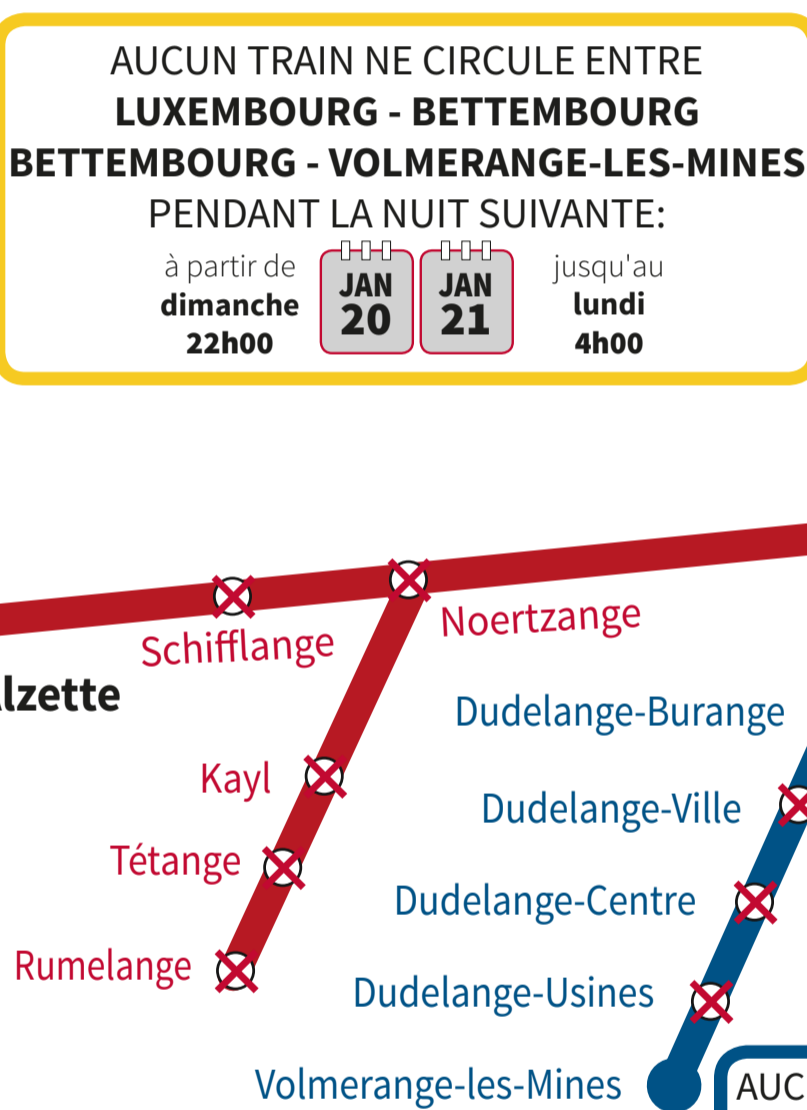 AUCUN TRAIN NE CIRCULE ENTRE
LUXEMBOURG - BETTEMBOURG
BETTEMBOURG - VOLMERANGE-LES-MINES
PENDANT LA NUIT SUIVANTE:
à partir de
dimanche
22h00
JAN
20
JAN
21
jusqu'au
lundi
4h00
Noertzange
Schifflange
lzette
Dudelange-Burange
Kayl
Dudelange-Ville
Tétange
Dudelange-Centre
Rumelange
Dudelange-Usines
Volmerange-les-Mines
AUC